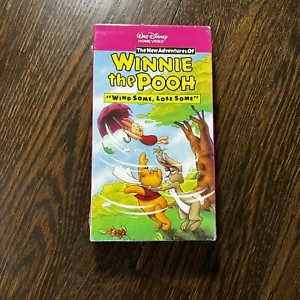 WALT DISNEY
HOME VIDEO
The New Adventures Of
WINNIE
the POOH
"WIND SOME, LOSE SOME"